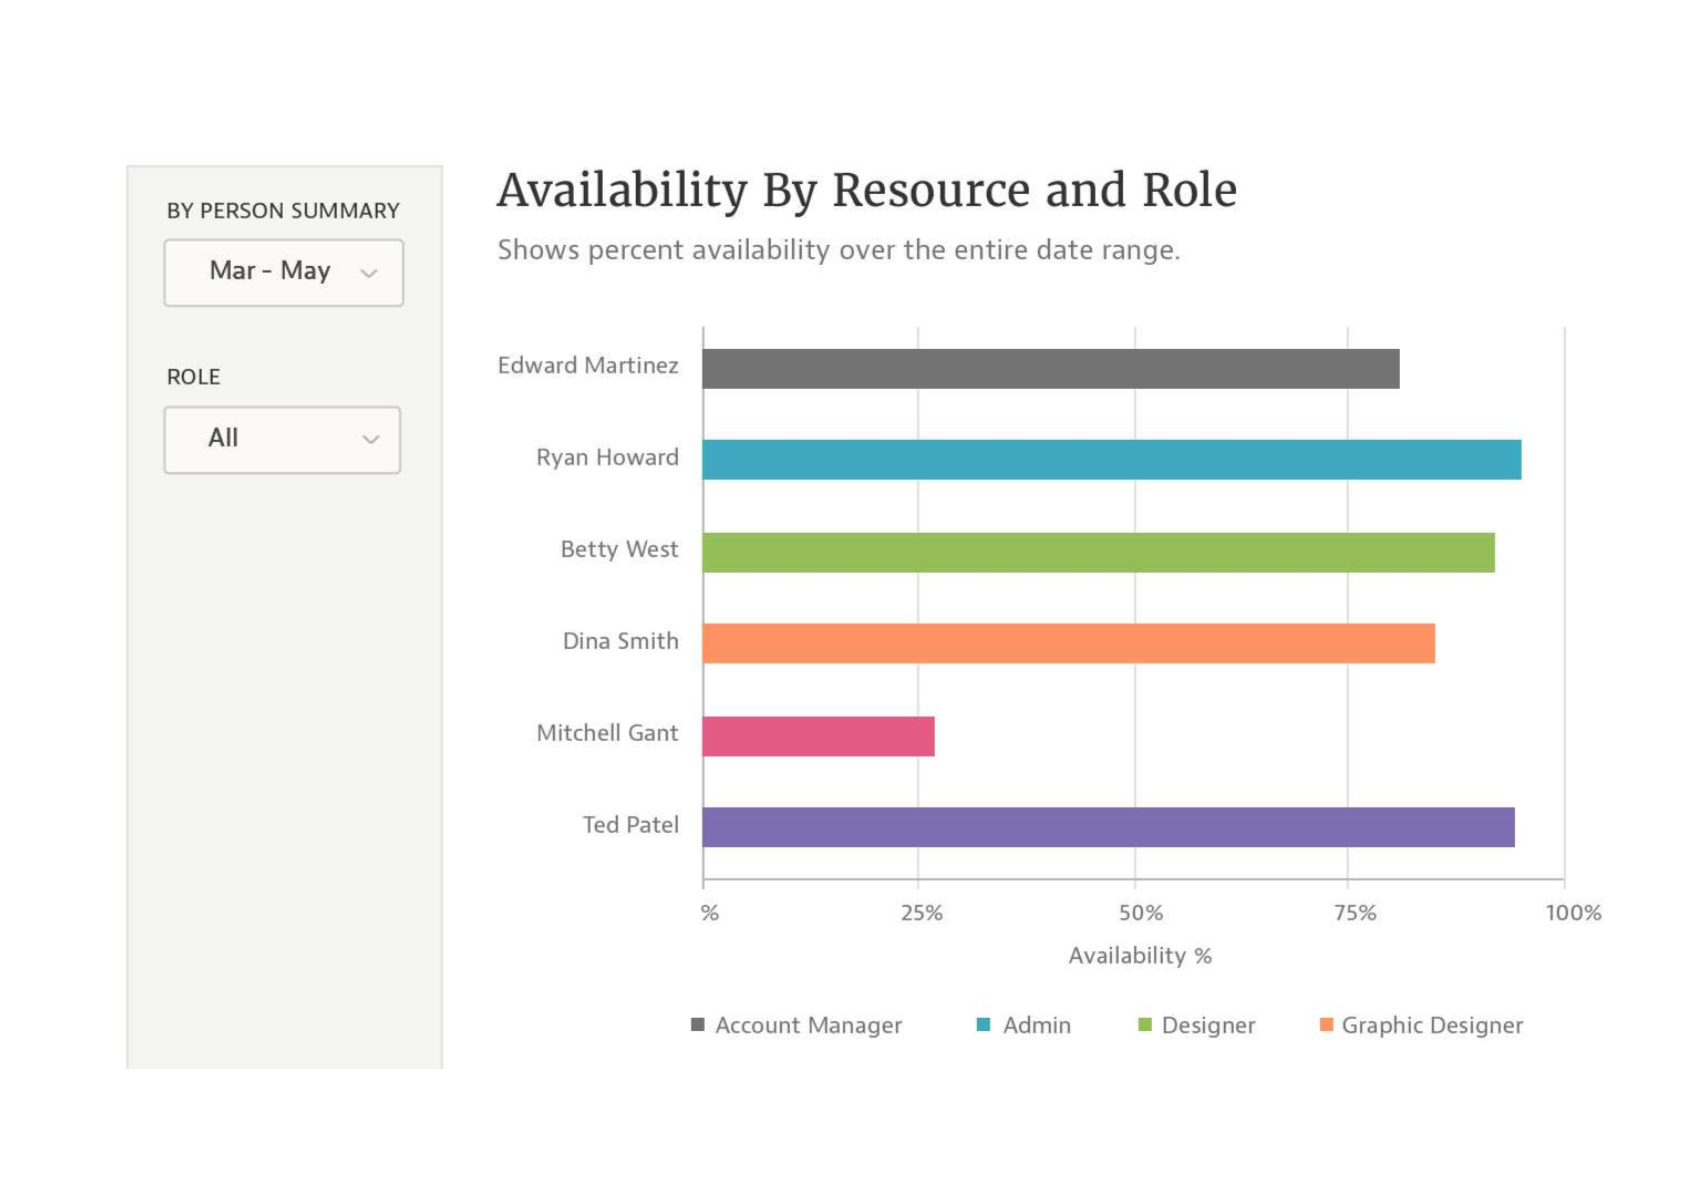 BY PERSON SUMMARY
Mar - May
ROLE
All
Availability By Resource and Role
Shows percent availability over the entire date range.
Edward Martinez
Ryan Howard
Betty West
Dina Smith
Mitchell Gant
Ted Patel
% 25% 50% 75% 100%
Availability %
Account Manager Admin Designer Graphic Designer